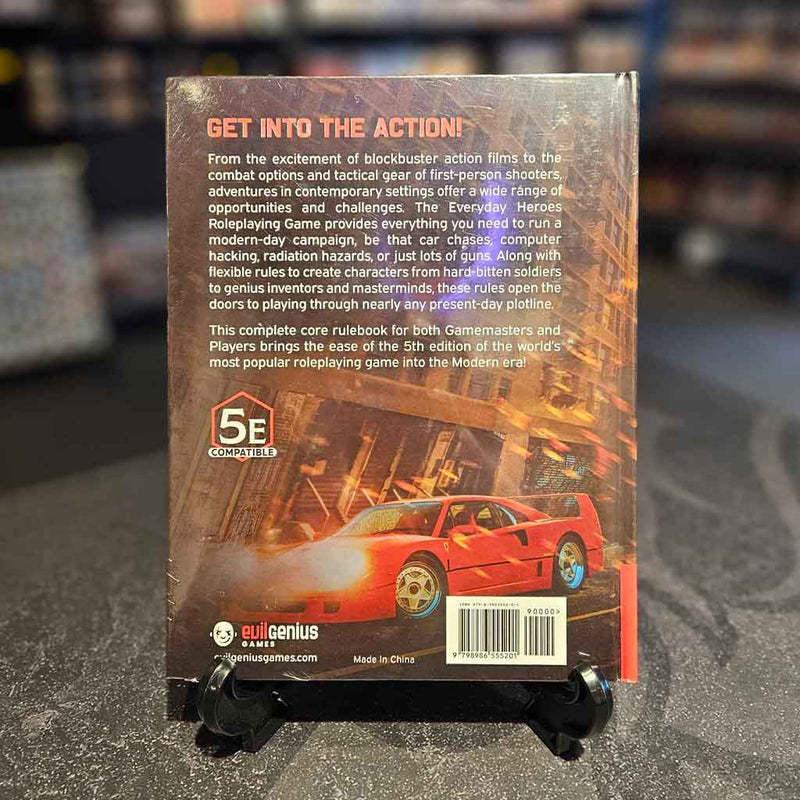 GET INTO THE ACTION!
From the excitement of blockbuster action films to the
combat options and tactical gear of first-person shooters,
adventures in contemporary settings offer a wide range of
opportunities and challenges. The Everyday Heroes
Roleplaying Game provides everything you need to run a
modern-day campaign, be that car chases, computer
hacking, radiation hazards, or just lots of guns. Along with
flexible rules to create characters from hard-bitten soldiers
to genius inventors and masterminds, these rules open the
doors to playing through nearly any present-day plotline.
This complete core rulebook for both Gamemasters and
Players brings the ease of the 5th edition of the world's
most popular roleplaying game into the Modern era!
5E
COMPATIBLE
evilgenius
GAMES
evilgeniusgames.com
Made in China
ISBN
90000>
9 798986 555201